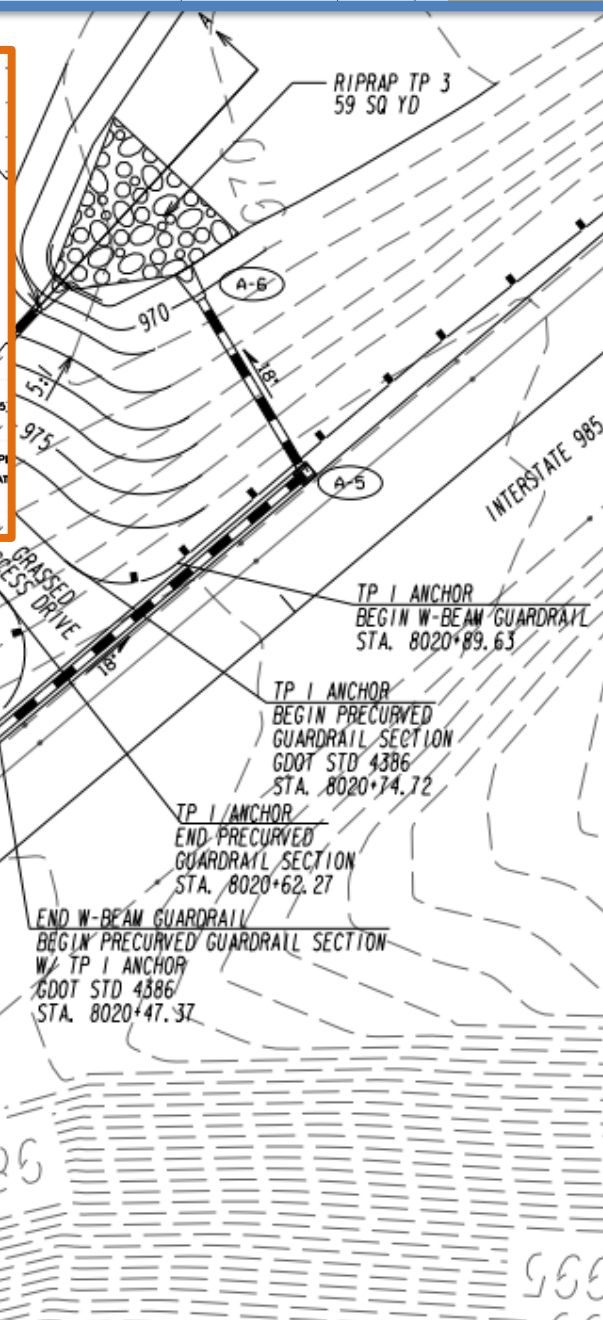 A
RIPRAP TP 3
59 SQ YD
970
A-6
970
18"
5:1
975
A-5
INTERSTATE 985
GRASSED
DRIVE
18"
TP I ANCHOR
BEGIN W-BEAM GUARDRAIL
STA. 8020+89.63
TP I ANCHOR
BEGIN PRECURVED
GUARDRAIL SECTION
GDOT STD 4386
STA. 8020+74.72
TP I ANCHOR
END PRECURVED
GUARDRAIL SECTION
STA. 8020+62.27
END W-BEAM GUARDRAIL
BEGIN PRECURVED GUARDRAIL SECTION
W/ TP I ANCHOR
GDOT STD 4386
STA. 8020+47.37
995